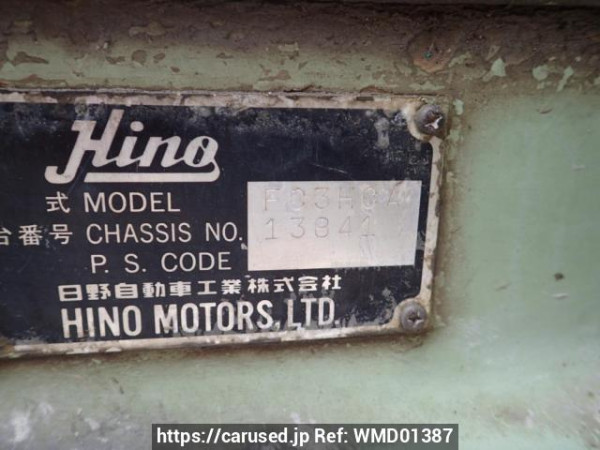 Hino
式 MODEL
台番号 CHASSIS NO. 13841
P. S. CODE
日野自動車工業株式会社
HINO MOTORS, LTD.
https://carused.jp Ref: WMD01387